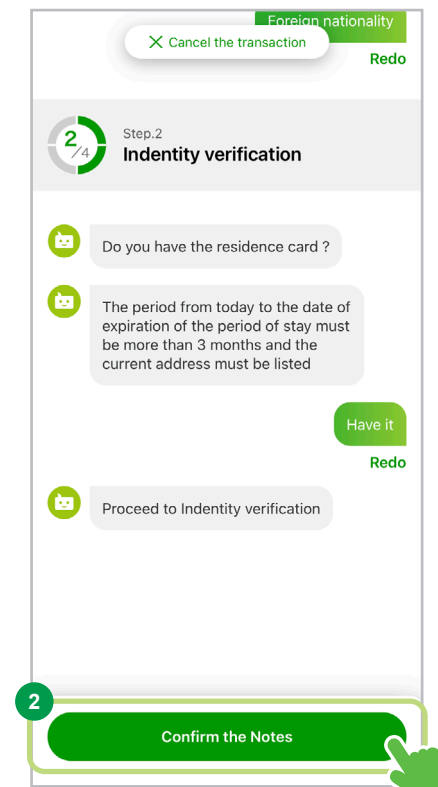 Foreign nationality
Cancel the transaction
Redo
2/4
Step.2
Indentity verification
Do you have the residence card ?
The period from today to the date of
expiration of the period of stay must
be more than 3 months and the
current address must be listed
Have it
Redo
Proceed to Indentity verification
2
Confirm the Notes